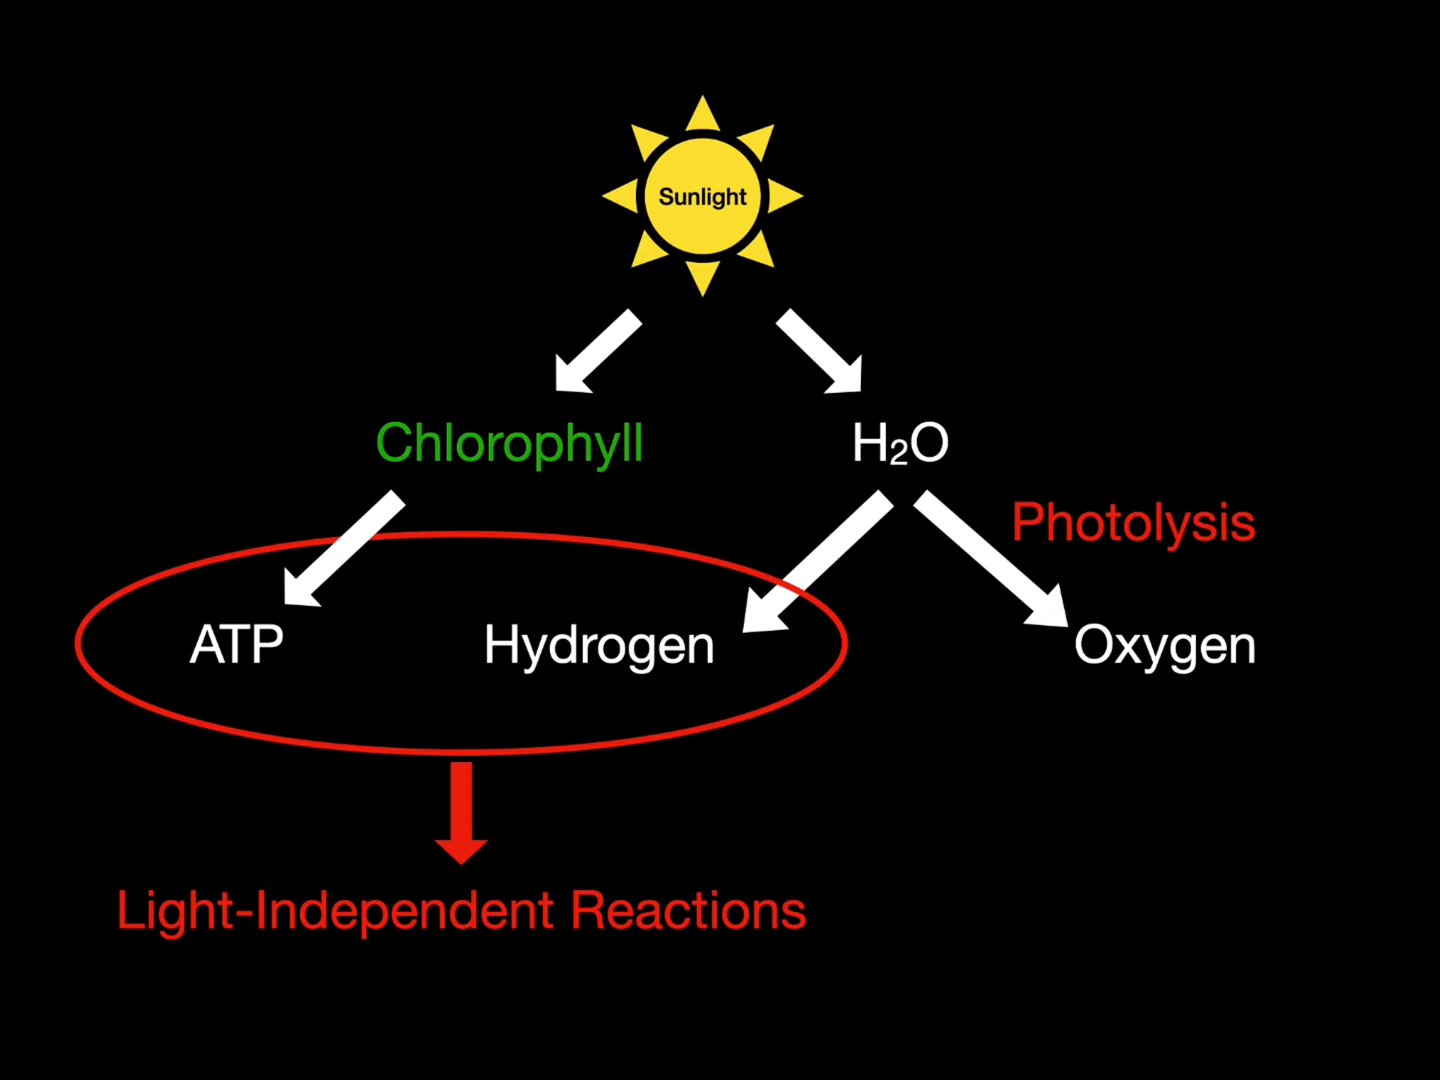 Sunlight
Chlorophyll
H₂O
Photolysis
ATP
Hydrogen
Oxygen
Light-Independent Reactions